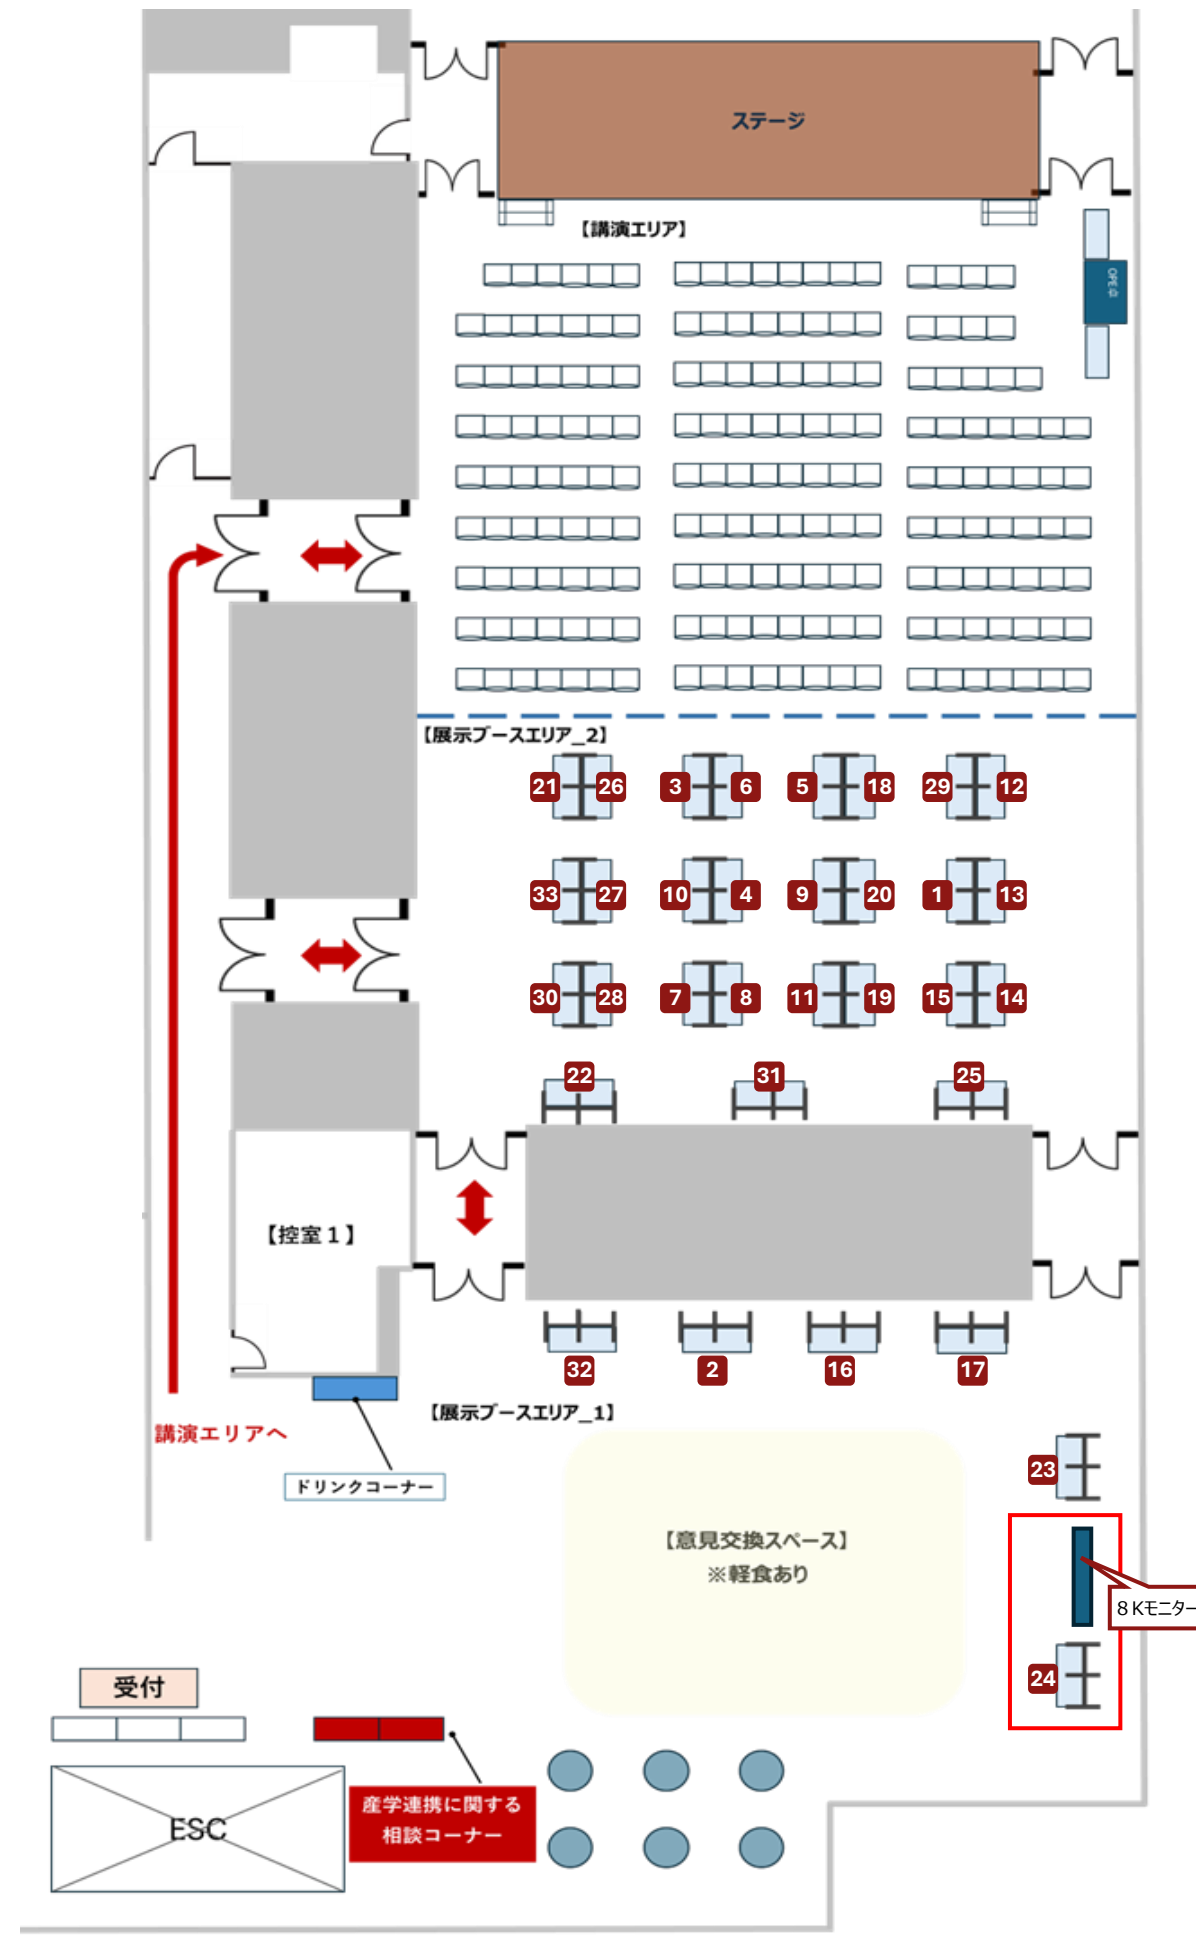 ステージ
【講演エリア】
OPE卓
【展示ブースエリア_2】
21 26 3 6 5 18 29 12
33 27 10 4 9 20 1 13
30 28 7 8 11 19 15 14
22 31 25
【控室１】
32 2 16 17
【展示ブースエリア_1】
講演エリアへ
ドリンクコーナー
23
【意見交換スペース】
※軽食あり
８Kモニター
24
受付
産学連携に関する
相談コーナー
ESC